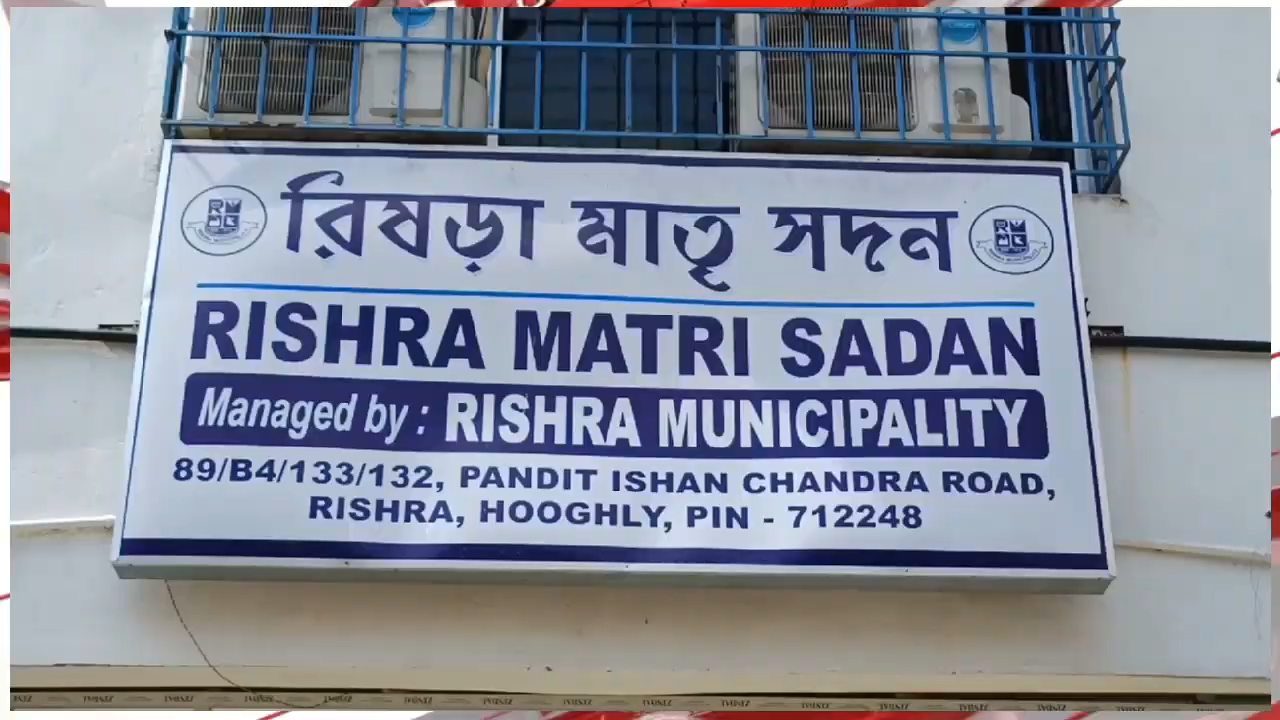 রিষড়া মাতৃ সদন
RISHRA MATRI SADAN
Managed by : RISHRA MUNICIPALITY
89/B4/133/132, PANDIT ISHAN CHANDRA ROAD,
RISHRA, HOOGHLY, PIN - 712248